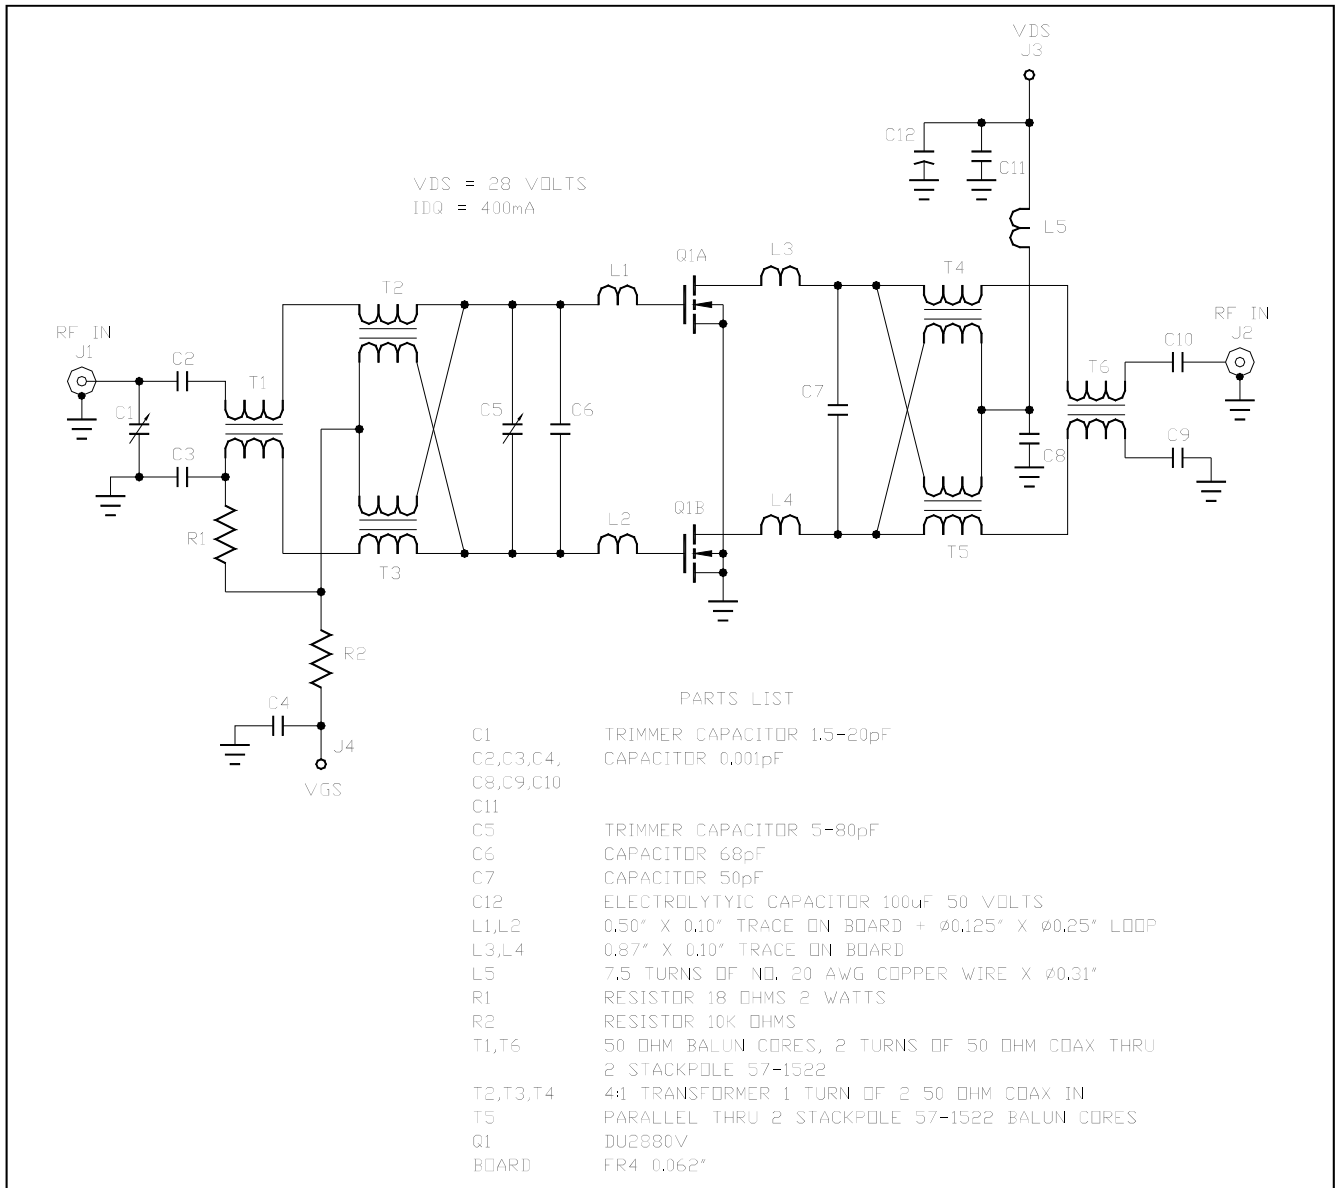 VDS
J3
C12
C11
VDS = 28 VOLTS
IDQ = 400mA
L5
Q1A
L3
L1
T4
T2
RF IN
J1
RF IN
J2
C2
T1
C10
T6
C1
C5
C6
C7
C3
C8
C9
R1
Q1B
L4
L2
T5
T3
R2
C4
J4
VGS
PARTS LIST
C1 TRIMMER CAPACITOR 1.5-20pF
C2,C3,C4, CAPACITOR 0.001pF
C8,C9,C10
C11
C5 TRIMMER CAPACITOR 5-80pF
C6 CAPACITOR 68pF
C7 CAPACITOR 50pF
C12 ELECTROLYTYIC CAPACITOR 100uF 50 VOLTS
L1,L2 0.50" X 0.10" TRACE ON BOARD + ø0.125" X ø0.25" LOOP
L3,L4 0.87" X 0.10" TRACE ON BOARD
L5 7.5 TURNS OF NO. 20 AWG COPPER WIRE X ø0.31"
R1 RESISTOR 18 OHMS 2 WATTS
R2 RESISTOR 10K OHMS
T1,T6 50 OHM BALUN CORES, 2 TURNS OF 50 OHM COAX THRU
2 STACKPOLE 57-1522
T2,T3,T4 4:1 TRANSFORMER 1 TURN OF 2 50 OHM COAX IN
T5 PARALLEL THRU 2 STACKPOLE 57-1522 BALUN CORES
Q1 DU2880V
BOARD FR4 0.062"